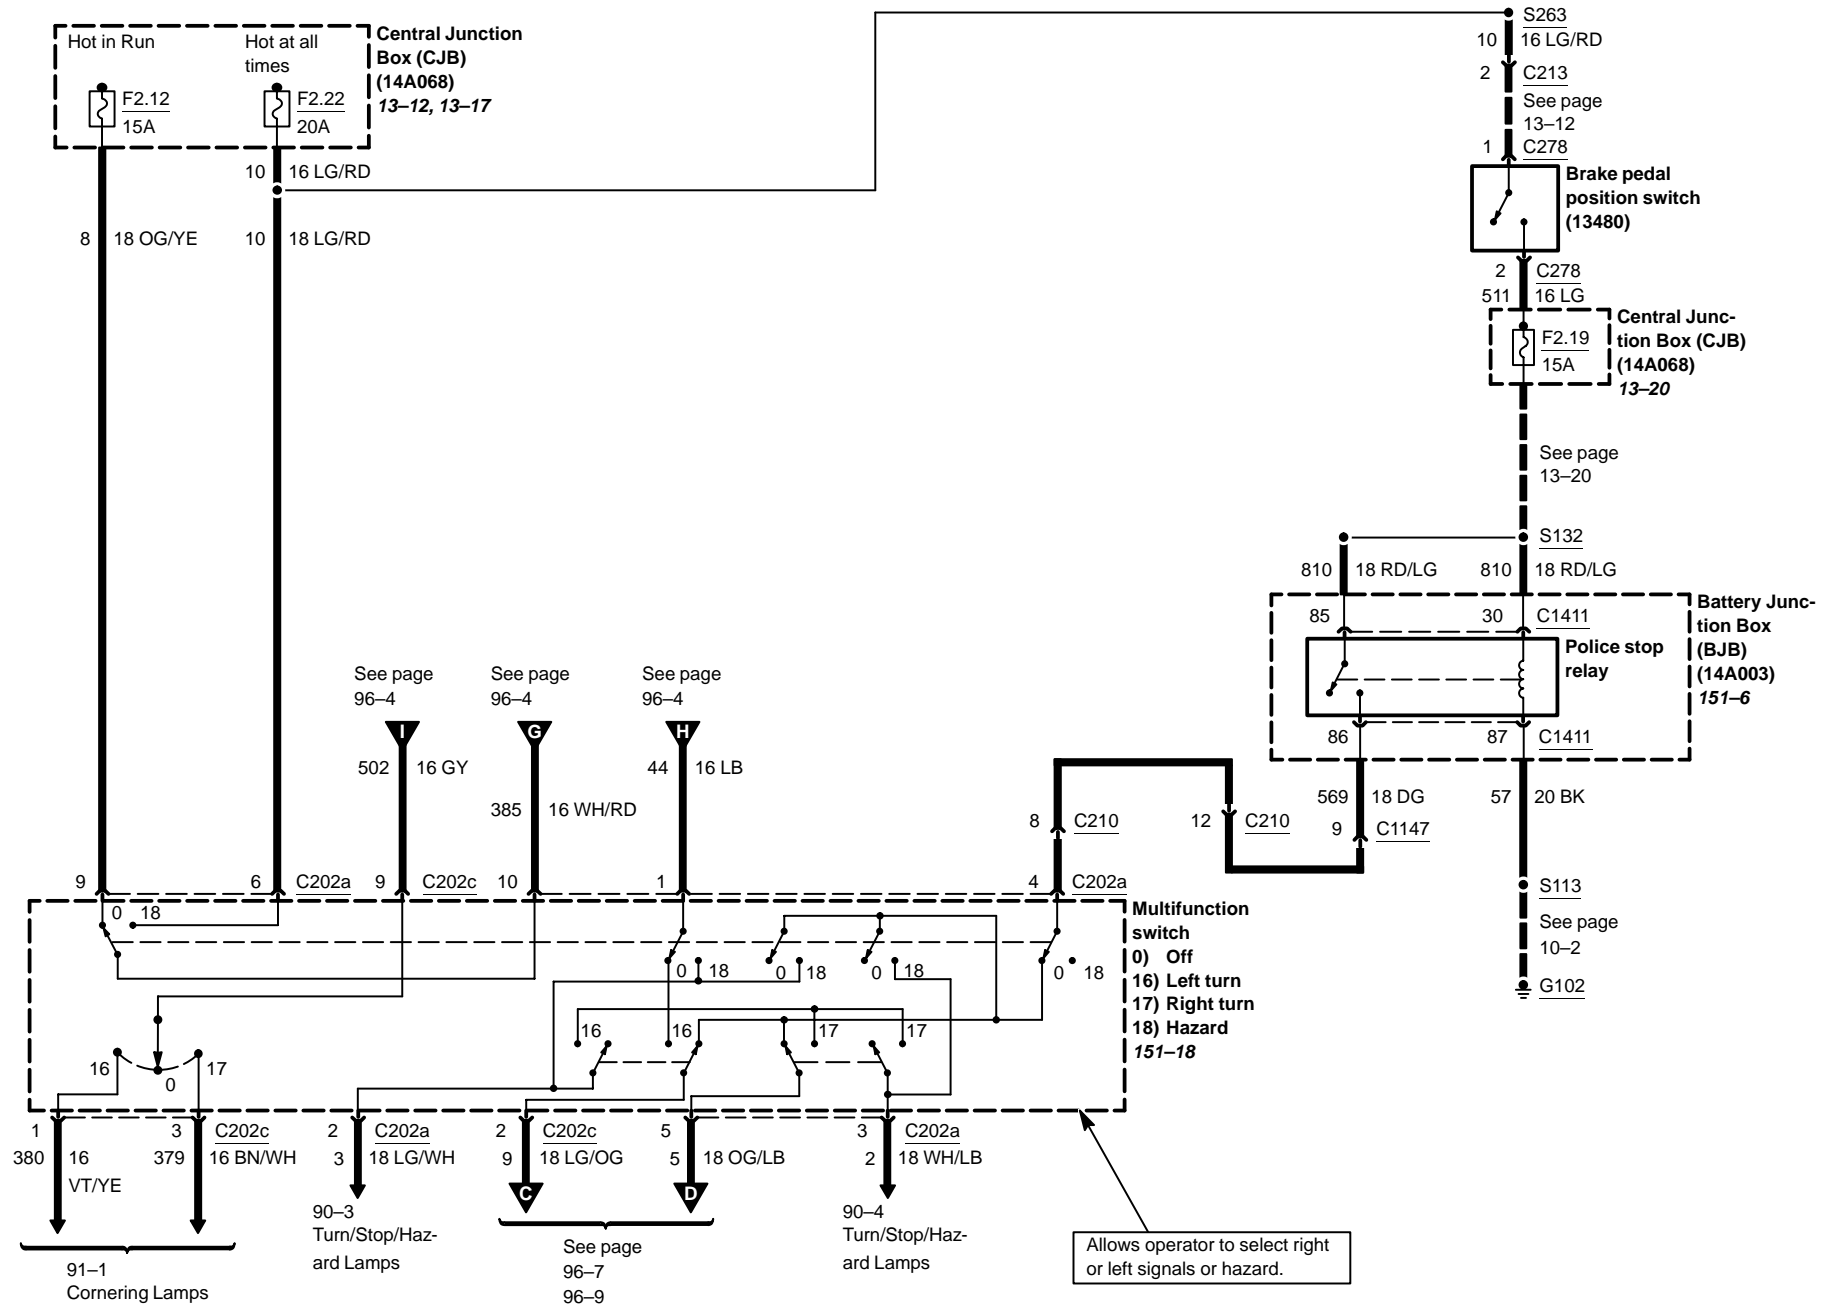 Hot in Run
Hot at all
times
F2.12
15A
F2.22
20A
Central Junction
Box (CJB)
(14A068)
13–12, 13–17
10 16 LG/RD
8 18 OG/YE
10 18 LG/RD
S263
10 16 LG/RD
2 C213
See page
13–12
1 C278
Brake pedal
position switch
(13480)
2 C278
511 16 LG
F2.19
15A
Central Junc-
tion Box (CJB)
(14A068)
13–20
See page
13–20
S132
810 18 RD/LG
810 18 RD/LG
85
30 C1411
Police stop
relay
Battery Junc-
tion Box
(BJB)
(14A003)
151–6
86
87 C1411
569 18 DG
57 20 BK
9 C1147
S113
See page
10–2
G102
See page
96–4
I
502 16 GY
See page
96–4
G
385 16 WH/RD
See page
96–4
H
44 16 LB
8 C210
12 C210
9
6 C202a
9 C202c
10
1
4 C202a
0 18
0 18
0 18
0 18
0 18
16
16
17
17
16
0
17
Multifunction
switch
0) Off
16) Left turn
17) Right turn
18) Hazard
151–18
1
380 16
VT/YE
3 C202c
379 16 BN/WH
2 C202a
3 18 LG/WH
2 C202c
9 18 LG/OG
C
5
5 18 OG/LB
D
3 C202a
2 18 WH/LB
91–1
Cornering Lamps
90–3
Turn/Stop/Haz-
ard Lamps
See page
96–7
96–9
90–4
Turn/Stop/Haz-
ard Lamps
Allows operator to select right
or left signals or hazard.